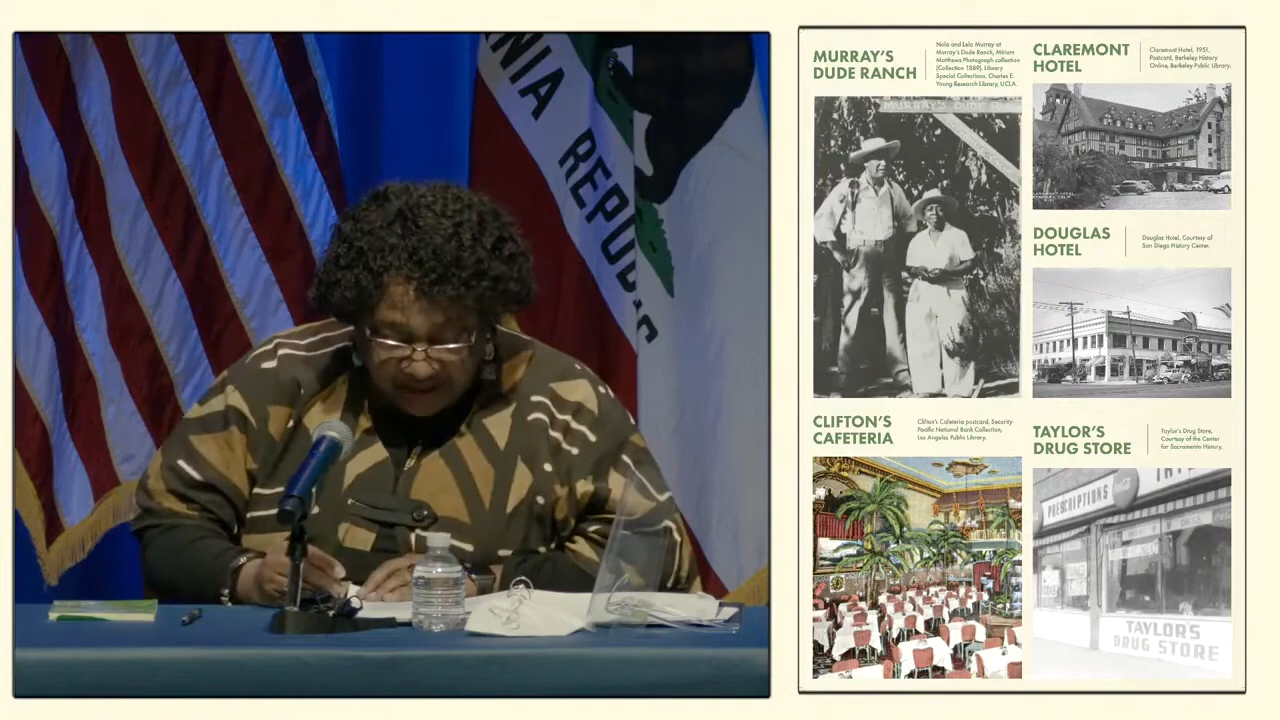 NIA REPUBLIC
MURRAY'S
DUDE RANCH
Nola and Lela Murray at
Murray's Dude Ranch, Miriam
Matthews Photograph collection
(Collection 1889). Library
Special Collections, Charles E.
Young Research Library, UCLA.
MURRAY'S DUDE
CLAREMONT
HOTEL
Claremont Hotel, 1951,
Postcard, Berkeley History
Online, Berkeley Public Library.
DOUGLAS
HOTEL
Douglas Hotel, Courtesy of
San Diego History Center.
CLIFTON'S
CAFETERIA
Clifton's Cafeteria postcard, Security
Pacific National Bank Collection,
Los Angeles Public Library.
TAYLOR'S
DRUG STORE
Taylor's Drug Store,
Courtesy of the Center
for Sacramento History.
PRESCRIPTIONS
TAYLOR'S
DRUG STORE